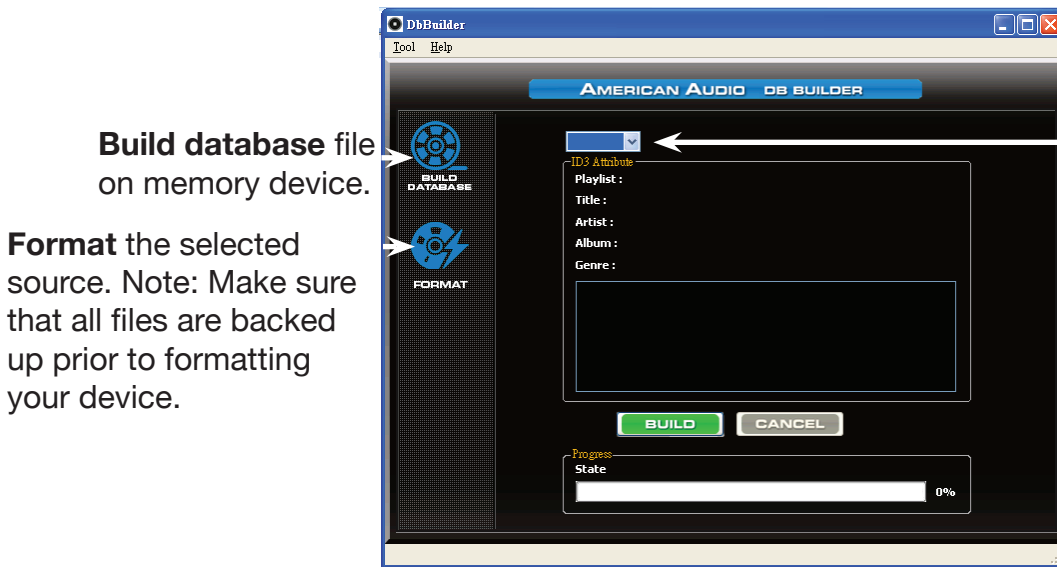 DbBuilder
Tool Help
AMERICAN AUDIO DB BUILDER
Build database file
on memory device.
BUILD
DATABASE
Format the selected
source. Note: Make sure
that all files are backed
up prior to formatting
your device.
FORMAT
ID3 Attribute
Playlist :
Title :
Artist :
Album :
Genre :
BUILD CANCEL
Progress
State
0%